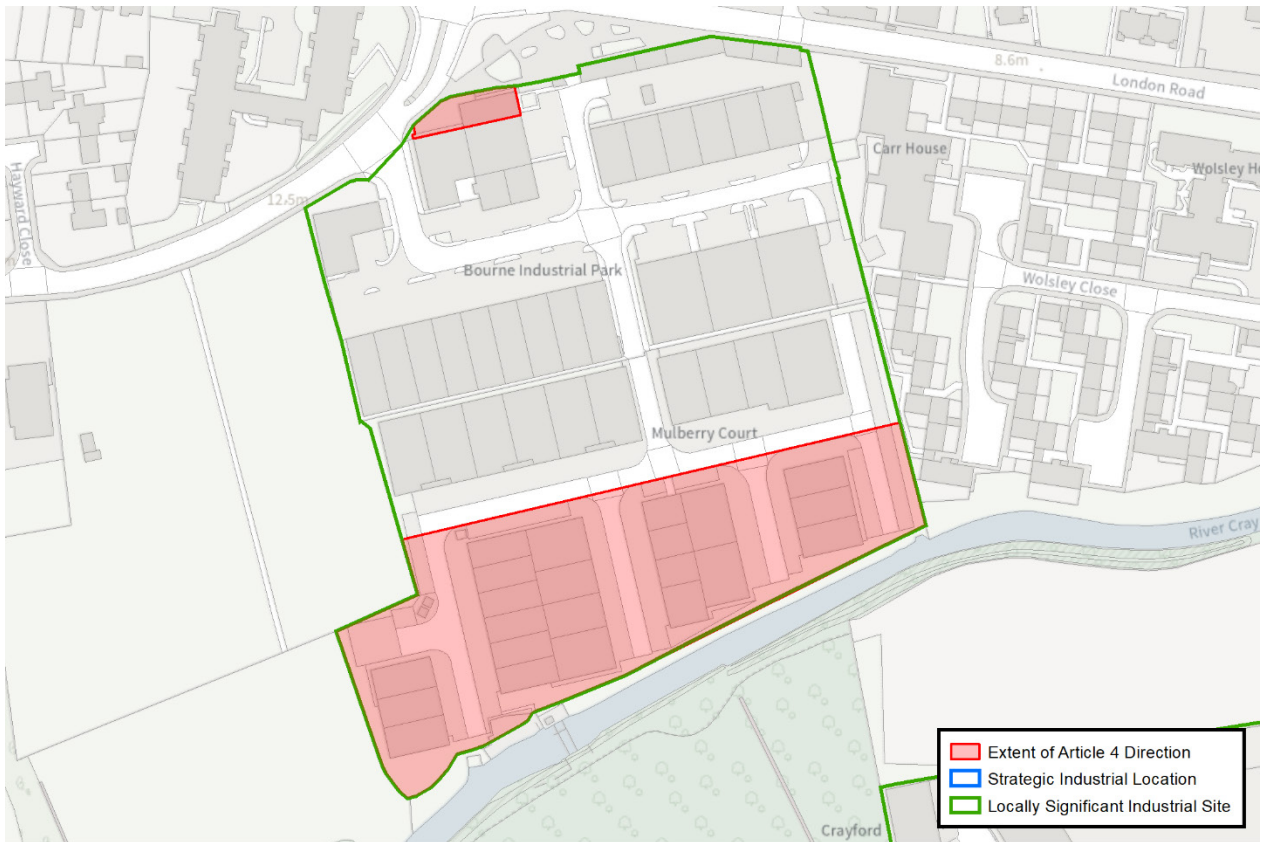 8.6m
London Road
Carr House
Wolsley Ho
Hayward Close
12.5m
Bourne Industrial Park
Wolsley Close
Mulberry Court
River Cray
Extent of Article 4 Direction
Strategic Industrial Location
Locally Significant Industrial Site
Crayford